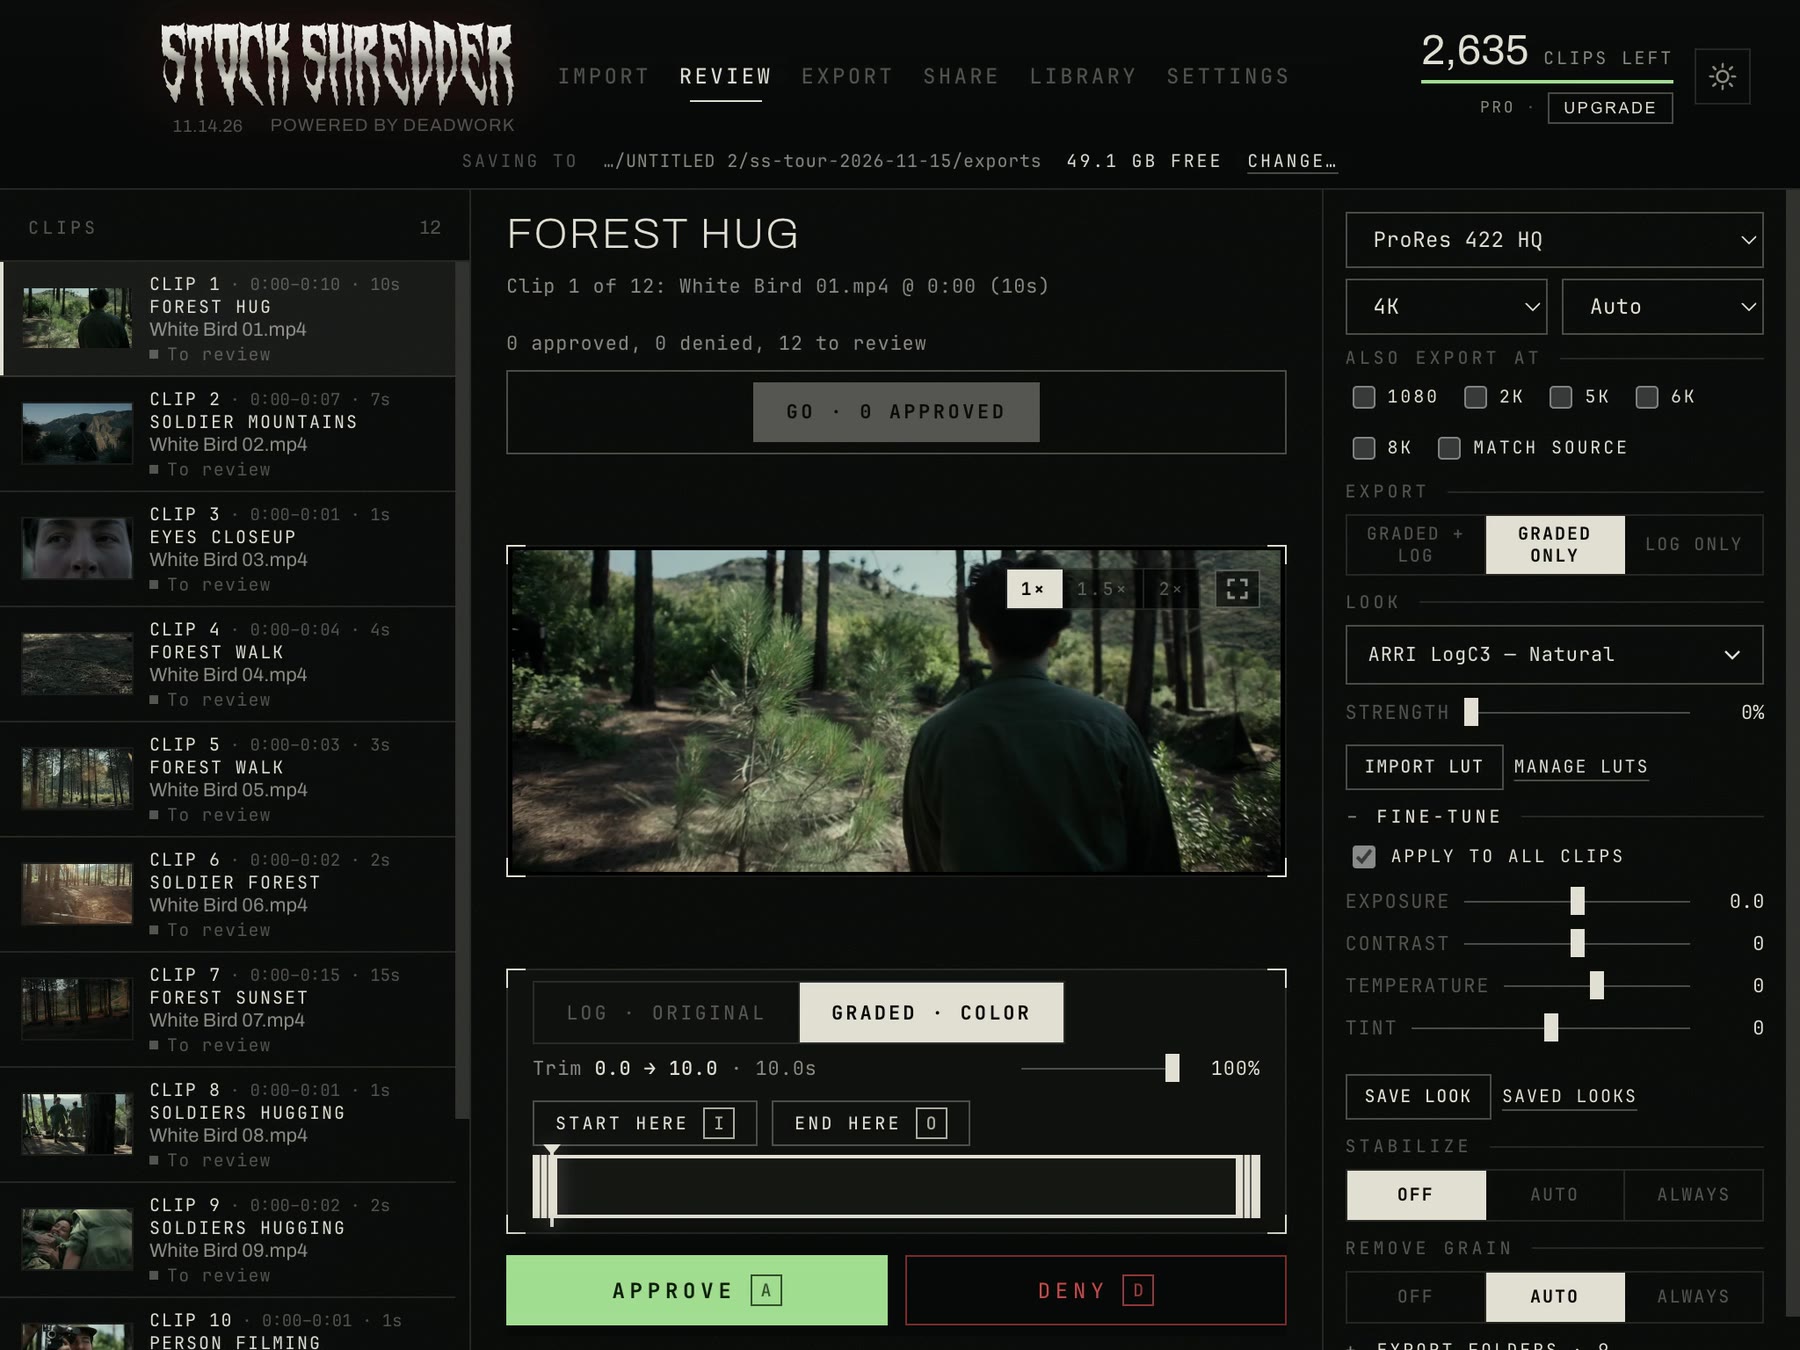 STOCK SHREDDER
11.14.26 POWERED BY DEADWORK
IMPORT REVIEW EXPORT SHARE LIBRARY SETTINGS
2,635 CLIPS LEFT
PRO · UPGRADE
SAVING TO …/UNTITLED 2/ss-tour-2026-11-15/exports 49.1 GB FREE CHANGE…
CLIPS 12
CLIP 1 · 0:00–0:10 · 10s
FOREST HUG
White Bird 01.mp4
To review
CLIP 2 · 0:00–0:07 · 7s
SOLDIER MOUNTAINS
White Bird 02.mp4
To review
CLIP 3 · 0:00–0:01 · 1s
EYES CLOSEUP
White Bird 03.mp4
To review
CLIP 4 · 0:00–0:04 · 4s
FOREST WALK
White Bird 04.mp4
To review
CLIP 5 · 0:00–0:03 · 3s
FOREST WALK
White Bird 05.mp4
To review
CLIP 6 · 0:00–0:02 · 2s
SOLDIER FOREST
White Bird 06.mp4
To review
CLIP 7 · 0:00–0:15 · 15s
FOREST SUNSET
White Bird 07.mp4
To review
CLIP 8 · 0:00–0:01 · 1s
SOLDIERS HUGGING
White Bird 08.mp4
To review
CLIP 9 · 0:00–0:02 · 2s
SOLDIERS HUGGING
White Bird 09.mp4
To review
CLIP 10 · 0:00–0:01 · 1s
PERSON FILMING
FOREST HUG
Clip 1 of 12: White Bird 01.mp4 @ 0:00 (10s)
0 approved, 0 denied, 12 to review
GO · 0 APPROVED
1× 1.5× 2×
LOG · ORIGINAL GRADED · COLOR
Trim 0.0 → 10.0 · 10.0s 100%
START HERE I END HERE O
APPROVE A DENY D
ProRes 422 HQ
4K Auto
ALSO EXPORT AT
1080 2K 5K 6K
8K MATCH SOURCE
EXPORT
GRADED + LOG GRADED ONLY LOG ONLY
LOOK
ARRI LogC3 — Natural
STRENGTH 0%
IMPORT LUT MANAGE LUTS
– FINE-TUNE
APPLY TO ALL CLIPS
EXPOSURE 0.0
CONTRAST 0
TEMPERATURE 0
TINT 0
SAVE LOOK SAVED LOOKS
STABILIZE
OFF AUTO ALWAYS
REMOVE GRAIN
OFF AUTO ALWAYS
+ EXPORT FOLDERS ·